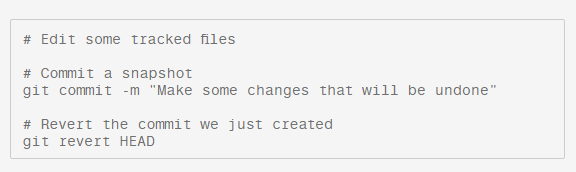 # Edit some tracked files
# Commit a snapshot
git commit -m "Make some changes that will be undone"
# Revert the commit we just created
git revert HEAD